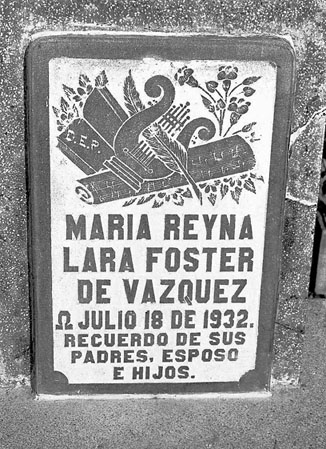 D.E.P.
MARIA REYNA
LARA FOSTER
DE VAZQUEZ
Ω JULIO 18 DE 1932.
RECUERDO DE SUS
PADRES, ESPOSO
E HIJOS.